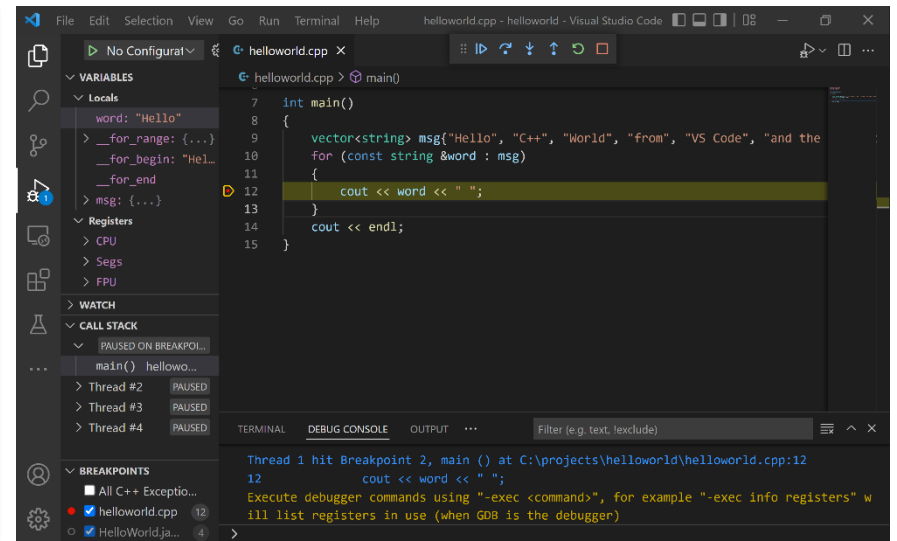 File Edit Selection View Go Run Terminal Help helloworld.cpp - helloworld - Visual Studio Code
No Configurat
helloworld.cpp
VARIABLES
Locals
word: "Hello"
__for_range: {...}
__for_begin: "Hel…
__for_end
msg: {...}
Registers
CPU
Segs
FPU
WATCH
CALL STACK
PAUSED ON BREAKPOI…
main() hellowo…
Thread #2 PAUSED
Thread #3 PAUSED
Thread #4 PAUSED
BREAKPOINTS
All C++ Exceptio…
helloworld.cpp 12
HelloWorld.ja… 4
1
helloworld.cpp > main()
7 int main()
8 {
9 vector<string> msg{"Hello", "C++", "World", "from", "VS Code", "and the
10 for (const string &word : msg)
11 {
12 cout << word << " ";
13 }
14 cout << endl;
15 }
TERMINAL DEBUG CONSOLE OUTPUT ··· Filter (e.g. text, !exclude)
Thread 1 hit Breakpoint 2, main () at C:\projects\helloworld\helloworld.cpp:12
12 cout << word << " ";
Execute debugger commands using "-exec <command>", for example "-exec info registers" w
ill list registers in use (when GDB is the debugger)
>